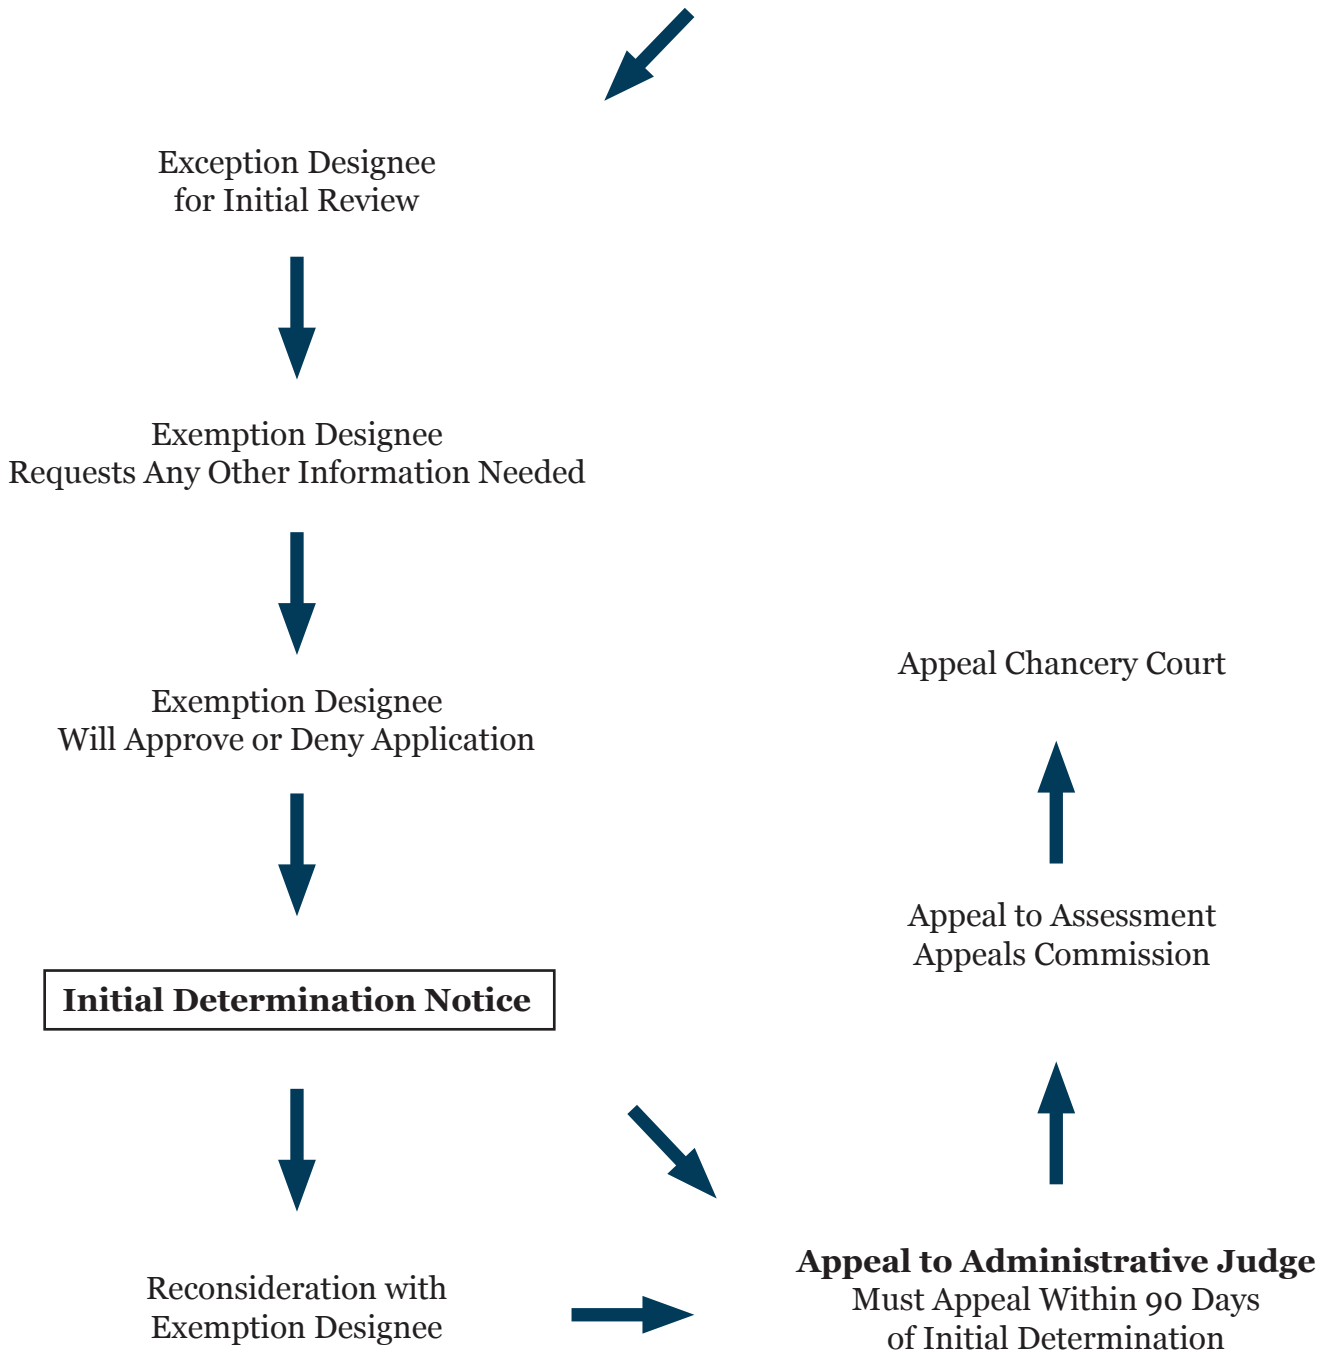 Exception Designee
for Initial Review
Exemption Designee
Requests Any Other Information Needed
Exemption Designee
Will Approve or Deny Application
Initial Determination Notice
Reconsideration with
Exemption Designee
Appeal to Administrative Judge
Must Appeal Within 90 Days
of Initial Determination
Appeal to Assessment
Appeals Commission
Appeal Chancery Court